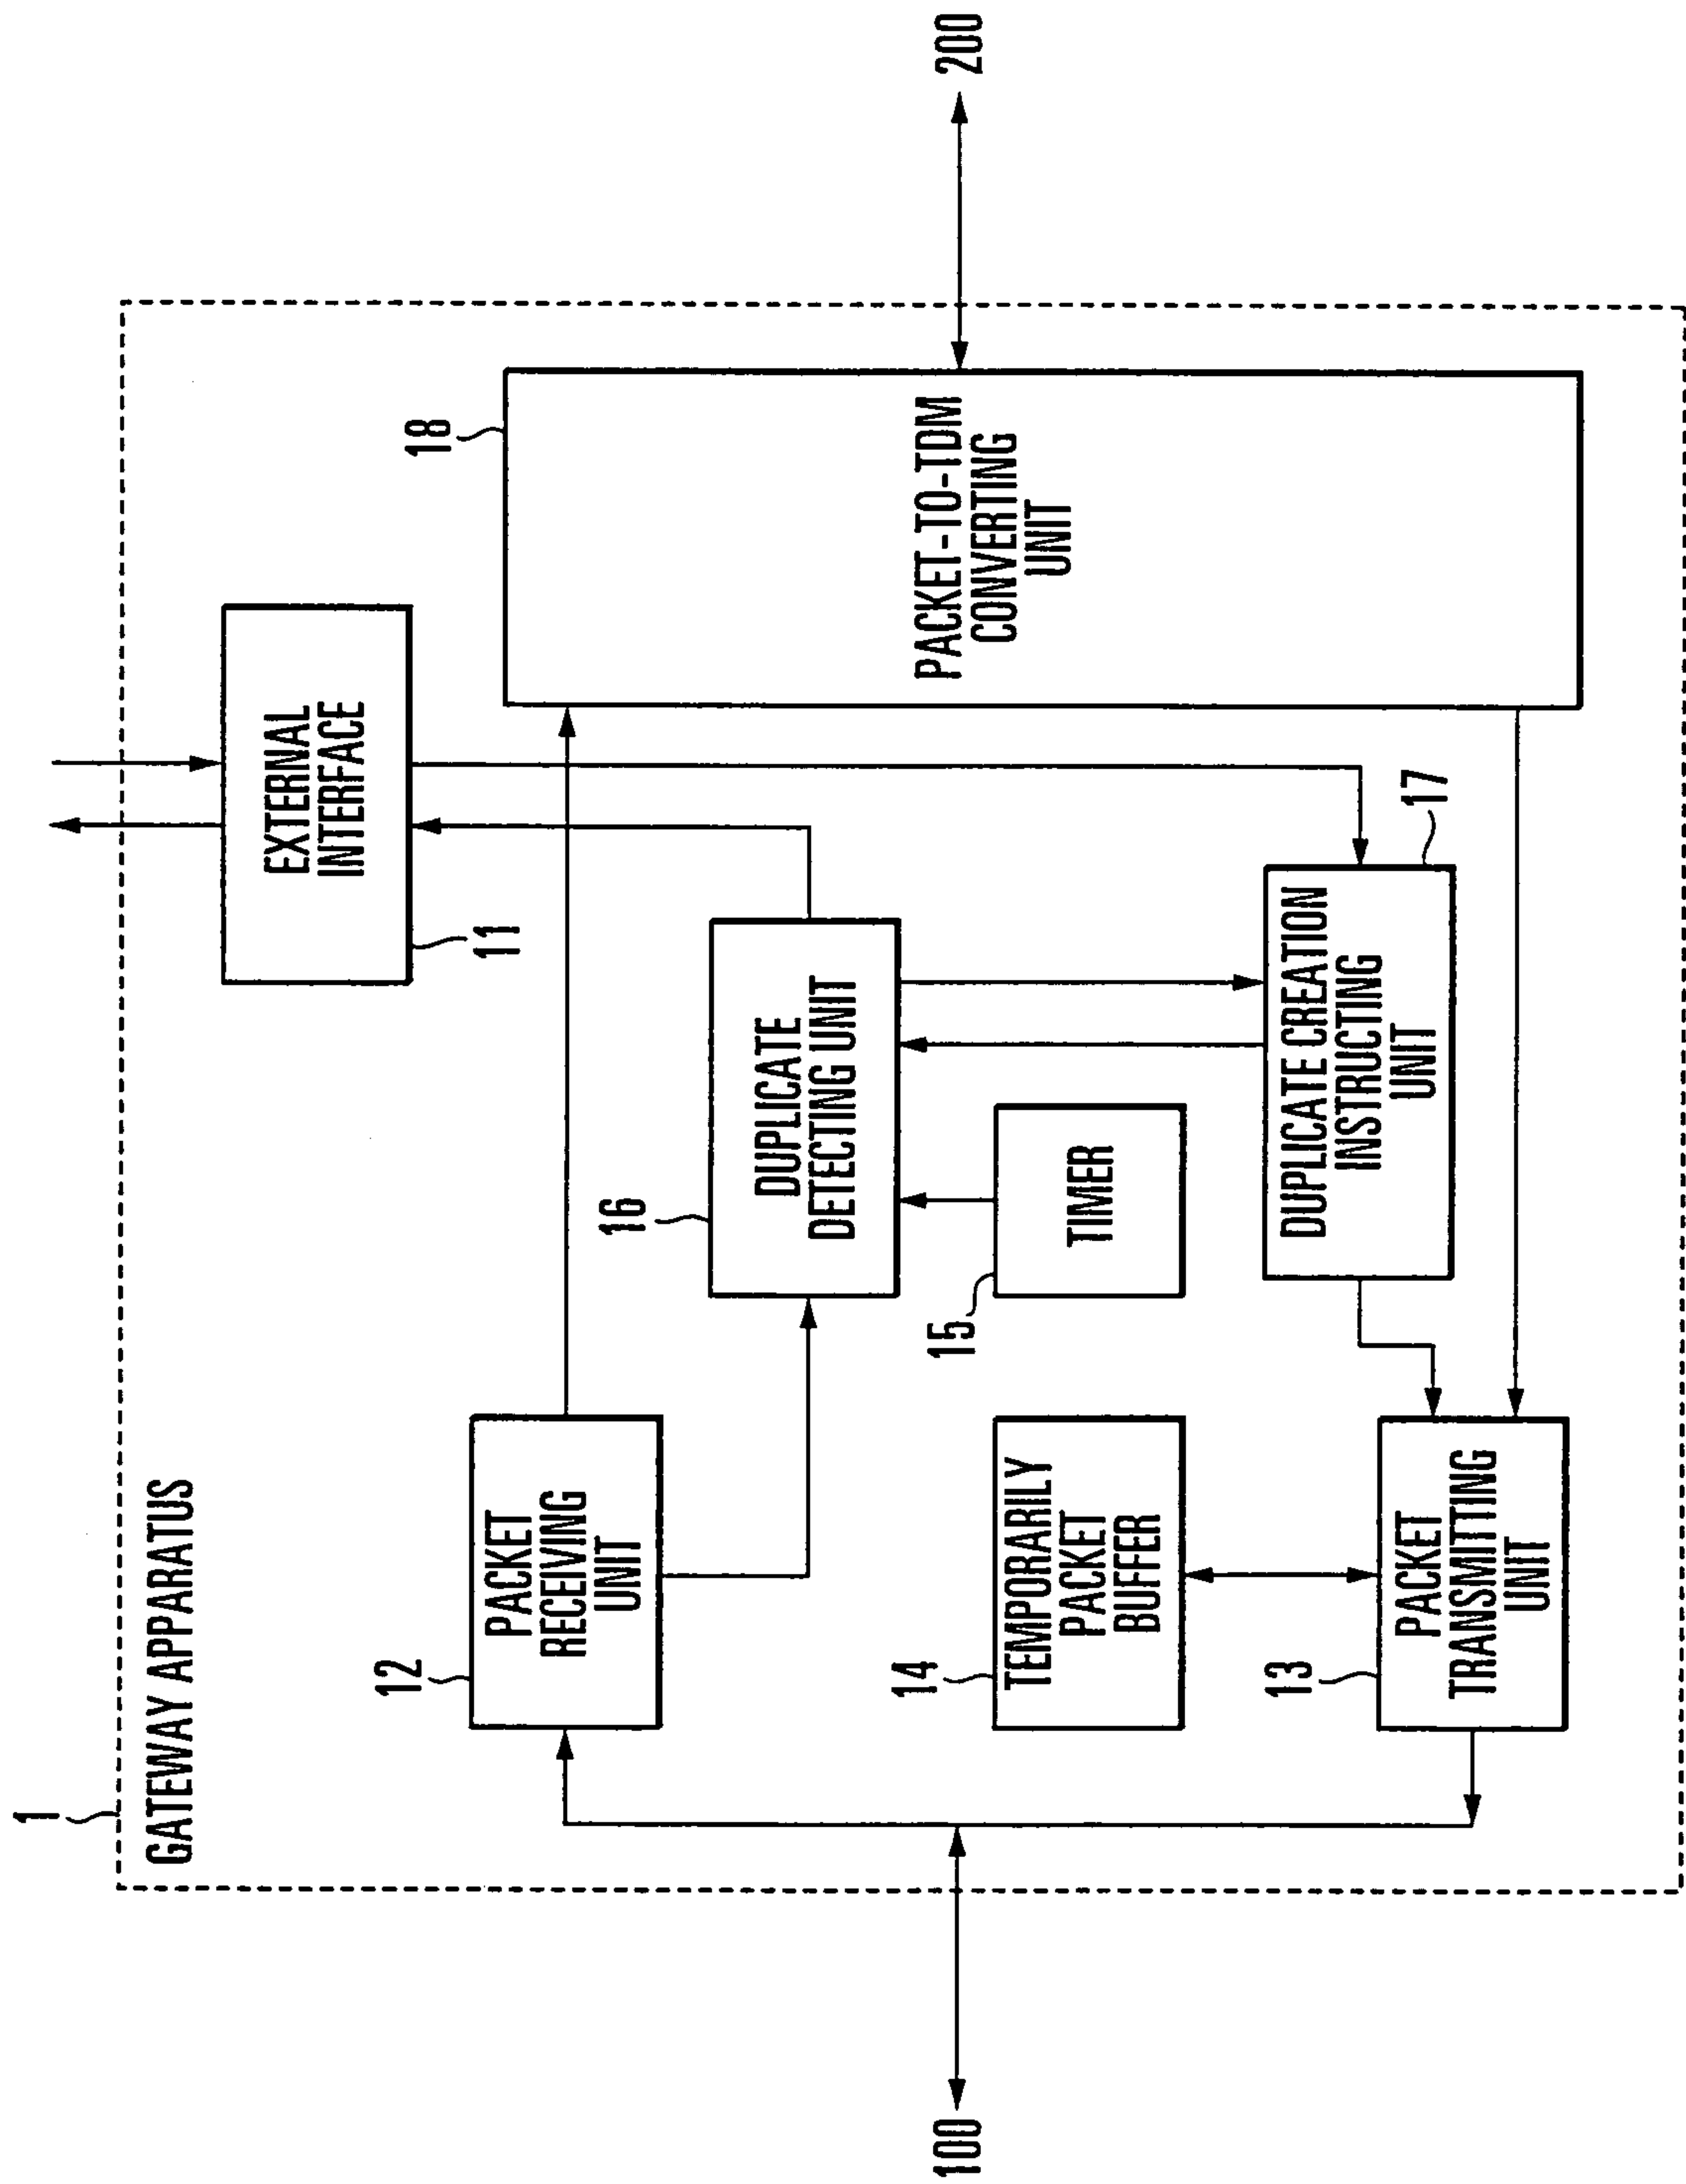 1
GATEWAY APPARATUS
EXTERNAL
INTERFACE
11
12
PACKET
RECEIVING
UNIT
18
PACKET-TO-TDM
CONVERTING
UNIT
16
DUPLICATE
DETECTING UNIT
100
200
14
TEMPORARILY
PACKET
BUFFER
15
TIMER
13
PACKET
TRANSMITTING
UNIT
DUPLICATE CREATION
INSTRUCTING
UNIT
17